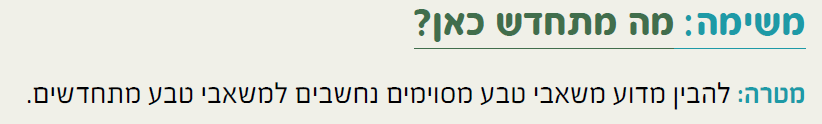 משימה: מה מתחדש כאן?
מטרה: להבין מדוע משאבי טבע מסוימים נחשבים למשאבי טבע מתחדשים.